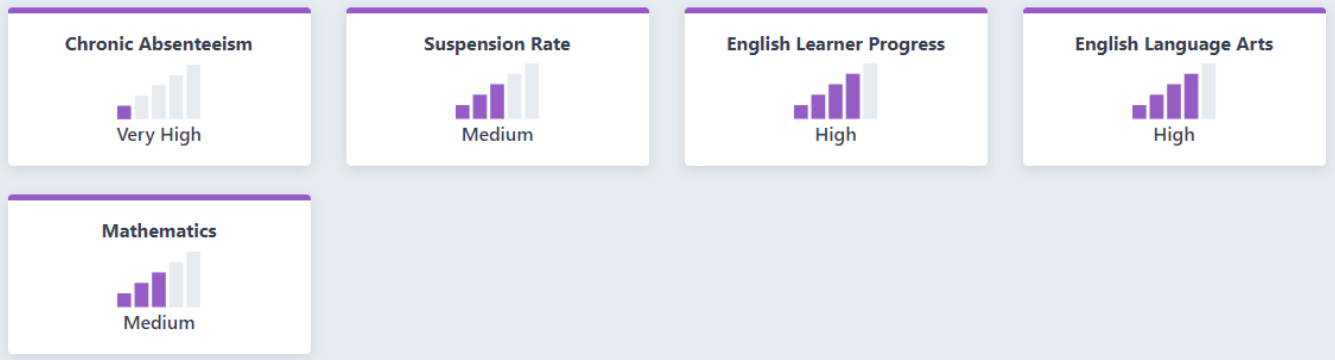 Chronic Absenteeism
Very High
Suspension Rate
Medium
English Learner Progress
High
English Language Arts
High
Mathematics
Medium